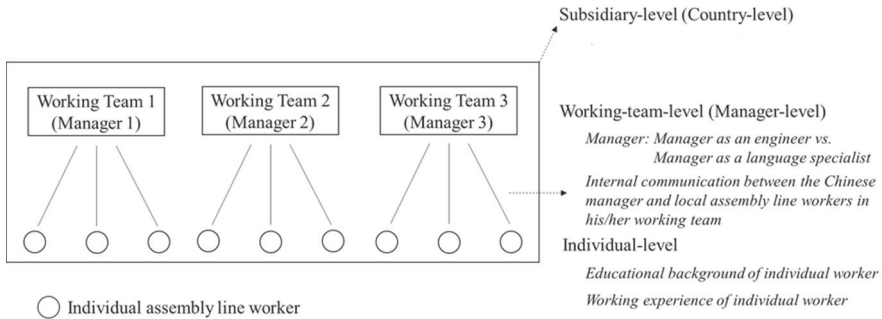 Subsidiary-level (Country-level)
Working Team 1
(Manager 1)
Working Team 2
(Manager 2)
Working Team 3
(Manager 3)
Working-team-level (Manager-level)
Manager: Manager as an engineer vs.
Manager as a language specialist
Internal communication between the Chinese
manager and local assembly line workers in
his/her working team
Individual-level
Educational background of individual worker
Working experience of individual worker
Individual assembly line worker